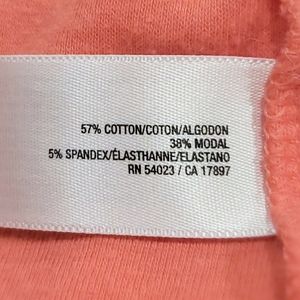 57% COTTON/COTON/ALGODON
38% MODAL
5% SPANDEX/ÉLASTHANNE/ELASTANO
RN 54023 / CA 17897